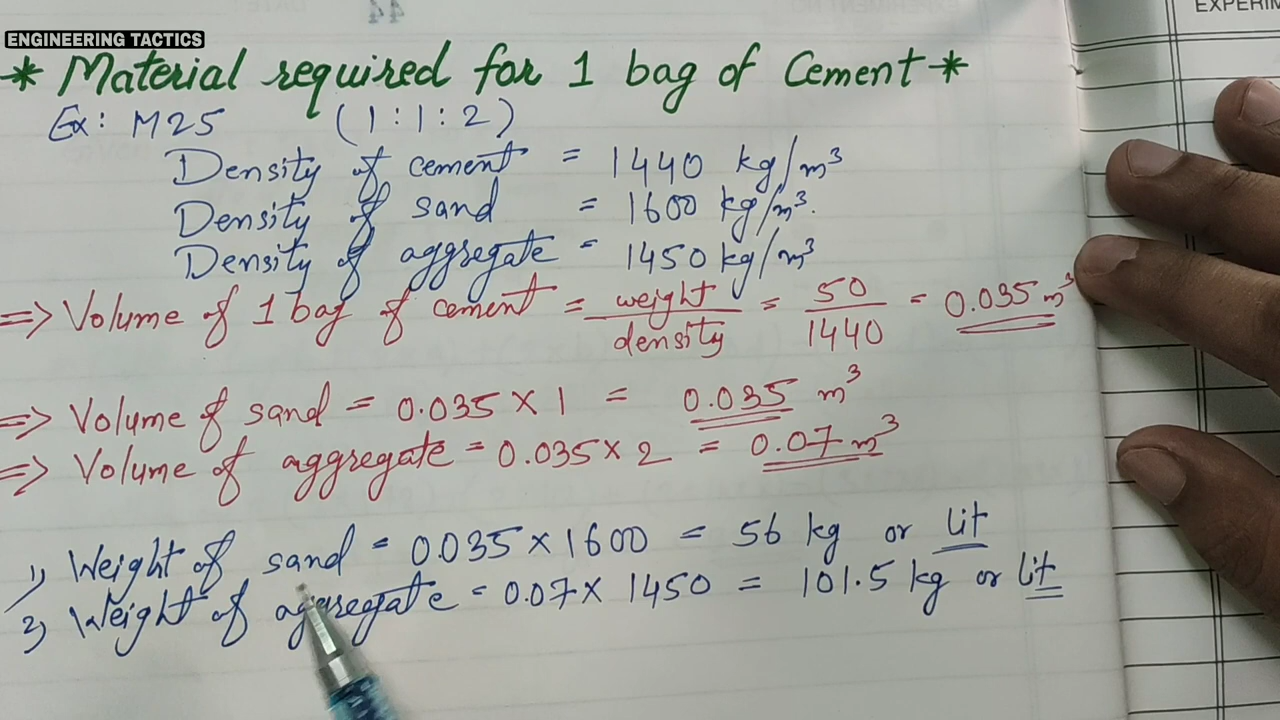 44
EXPERIM
ENGINEERING TACTICS
* Material required for 1 bag of Cement *
Ex: M25 (1:1:2)
Density of cement = 1440 kg/m³
Density of sand = 1600 kg/m³.
Density of aggregate = 1450 kg/m³
=> Volume of 1 bag of cement = weight/density = 50/1440 = 0.035 m³
=> Volume of sand = 0.035 × 1 = 0.035 m³
=> Volume of aggregate = 0.035 × 2 = 0.07 m³
1) Weight of sand = 0.035 × 1600 = 56 kg or lit
2) Weight of aggregate = 0.07 × 1450 = 101.5 kg or lit